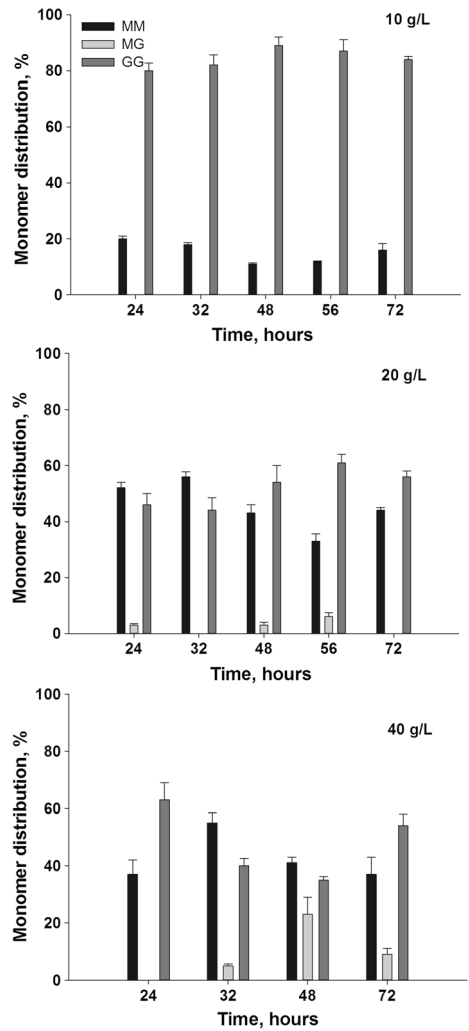 10 g/L
MM
MG
GG
Monomer distribution, %
100
80
60
40
20
0
24 32 48 56 72
Time, hours
20 g/L
Monomer distribution, %
100
80
60
40
20
0
24 32 48 56 72
Time, hours
40 g/L
Monomer distribution, %
100
80
60
40
20
0
24 32 48 72
Time, hours